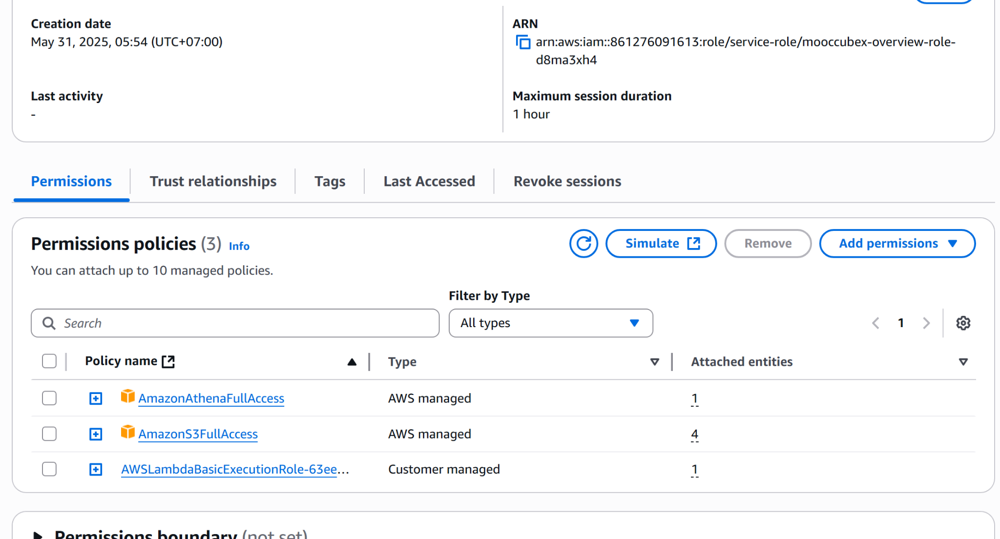 Creation date
May 31, 2025, 05:54 (UTC+07:00)
ARN
arn:aws:iam::861276091613:role/service-role/mooccubex-overview-role-
d8ma3xh4
Last activity
-
Maximum session duration
1 hour
Permissions
Trust relationships
Tags
Last Accessed
Revoke sessions
Permissions policies (3) Info
Simulate
Remove
Add permissions
You can attach up to 10 managed policies.
Filter by Type
Search
All types
1
Policy name
Type
Attached entities
AmazonAthenaFullAccess
AWS managed
1
AmazonS3FullAccess
AWS managed
4
AWSLambdaBasicExecutionRole-63ee...
Customer managed
1
Permissions boundary (not set)